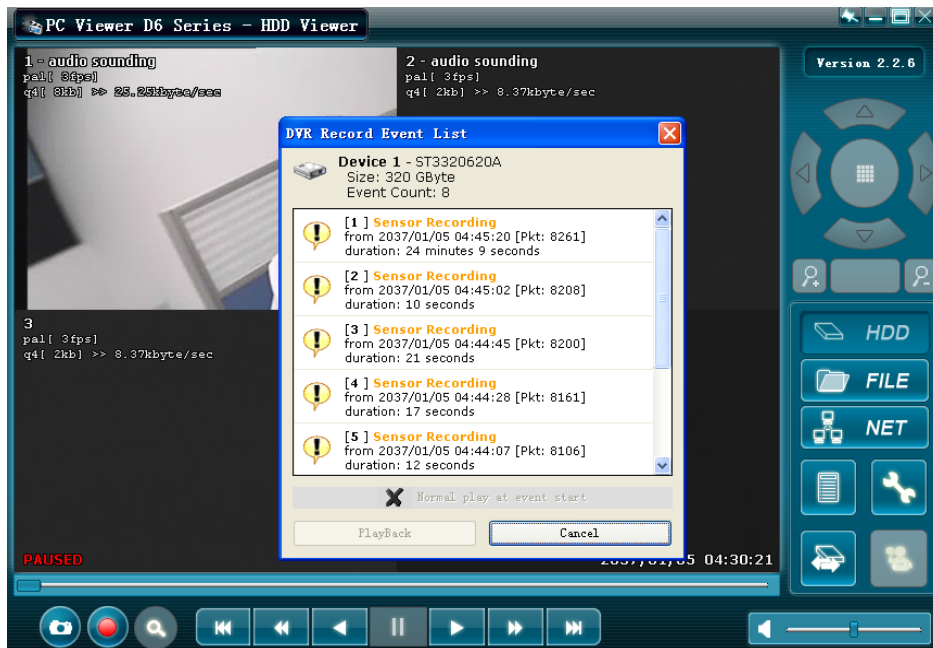 PC Viewer D6 Series - HDD Viewer
Version 2.2.6
1 - audio sounding
pal[ 3fps]
q4[ 8kb] >> 25.25kbyte/sec
2 - audio sounding
pal[ 3fps]
q4[ 2kb] >> 8.37kbyte/sec
DVR Record Event List
Device 1 - ST3320620A
Size: 320 GByte
Event Count: 8
[1 ] Sensor Recording
from 2037/01/05 04:45:20 [Pkt: 8261]
duration: 24 minutes 9 seconds
[2 ] Sensor Recording
from 2037/01/05 04:45:02 [Pkt: 8208]
duration: 10 seconds
[3 ] Sensor Recording
from 2037/01/05 04:44:45 [Pkt: 8200]
duration: 21 seconds
[4 ] Sensor Recording
from 2037/01/05 04:44:28 [Pkt: 8161]
duration: 17 seconds
[5 ] Sensor Recording
from 2037/01/05 04:44:07 [Pkt: 8106]
duration: 12 seconds
Normal play at event start
PlayBack
Cancel
3
pal[ 3fps]
q4[ 2kb] >> 8.37kbyte/sec
HDD
FILE
NET
PAUSED
2037/01/05 04:30:21